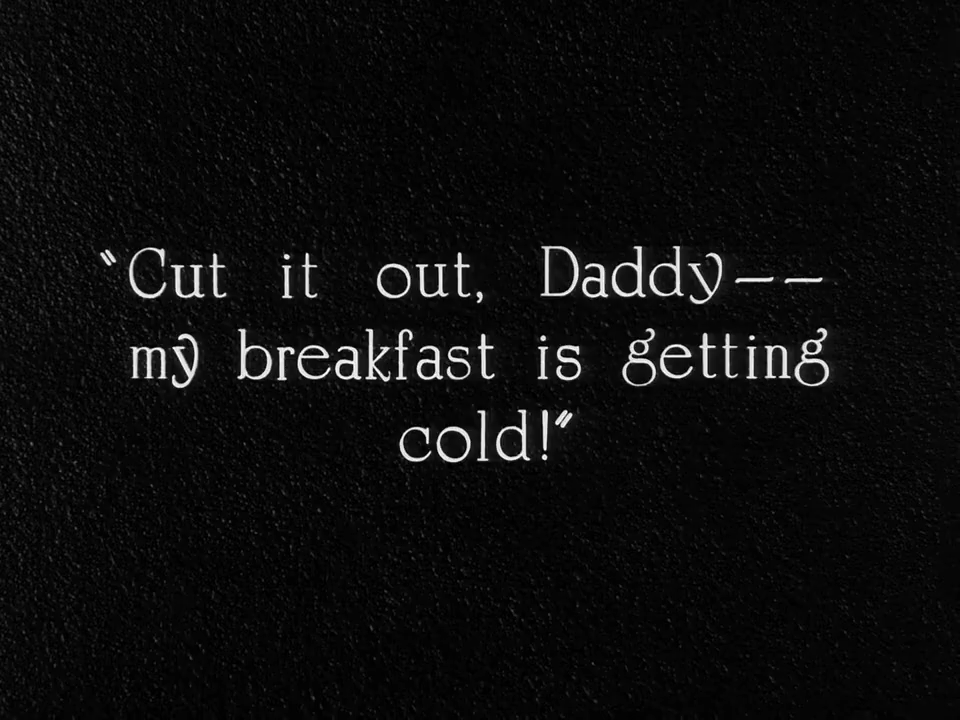 "Cut it out, Daddy––
my breakfast is getting
cold!"